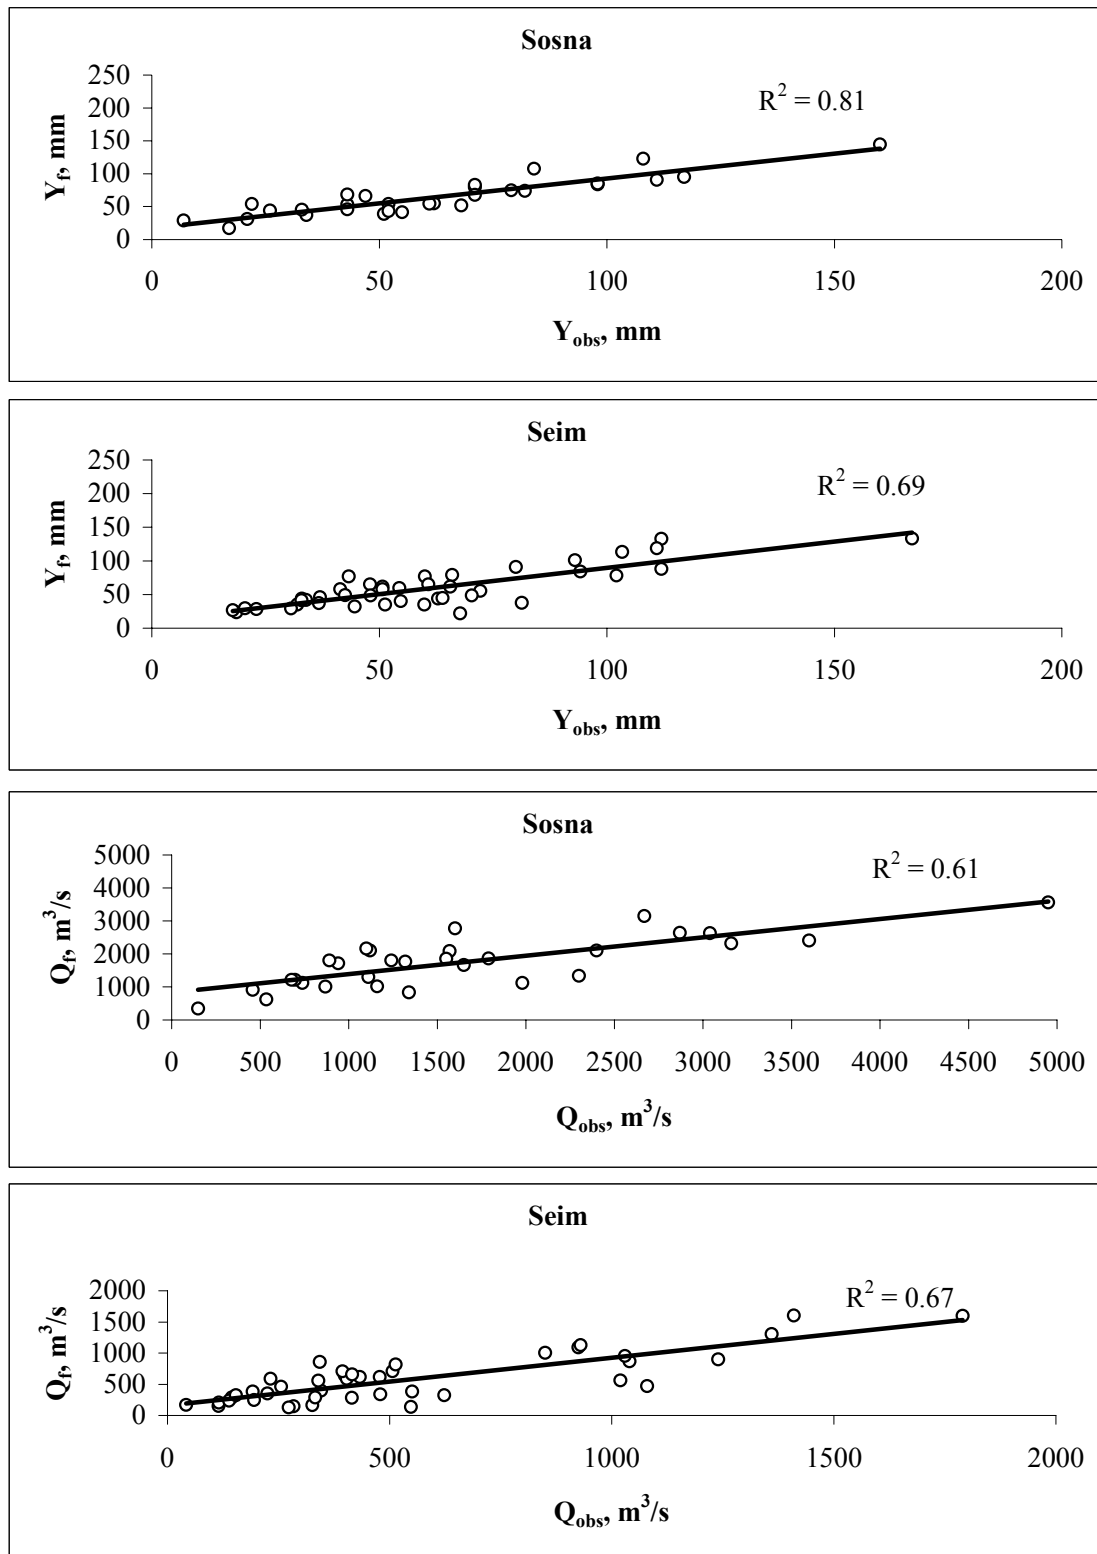 Sosna
R² = 0.81
250
200
150
100
50
0
Y_f, mm
0 50 100 150 200
Y_obs, mm
Seim
R² = 0.69
250
200
150
100
50
0
Y_f, mm
0 50 100 150 200
Y_obs, mm
Sosna
R² = 0.61
5000
4000
3000
2000
1000
0
Q_f, m³/s
0 500 1000 1500 2000 2500 3000 3500 4000 4500 5000
Q_obs, m³/s
Seim
R² = 0.67
2000
1500
1000
500
0
Q_f, m³/s
0 500 1000 1500 2000
Q_obs, m³/s